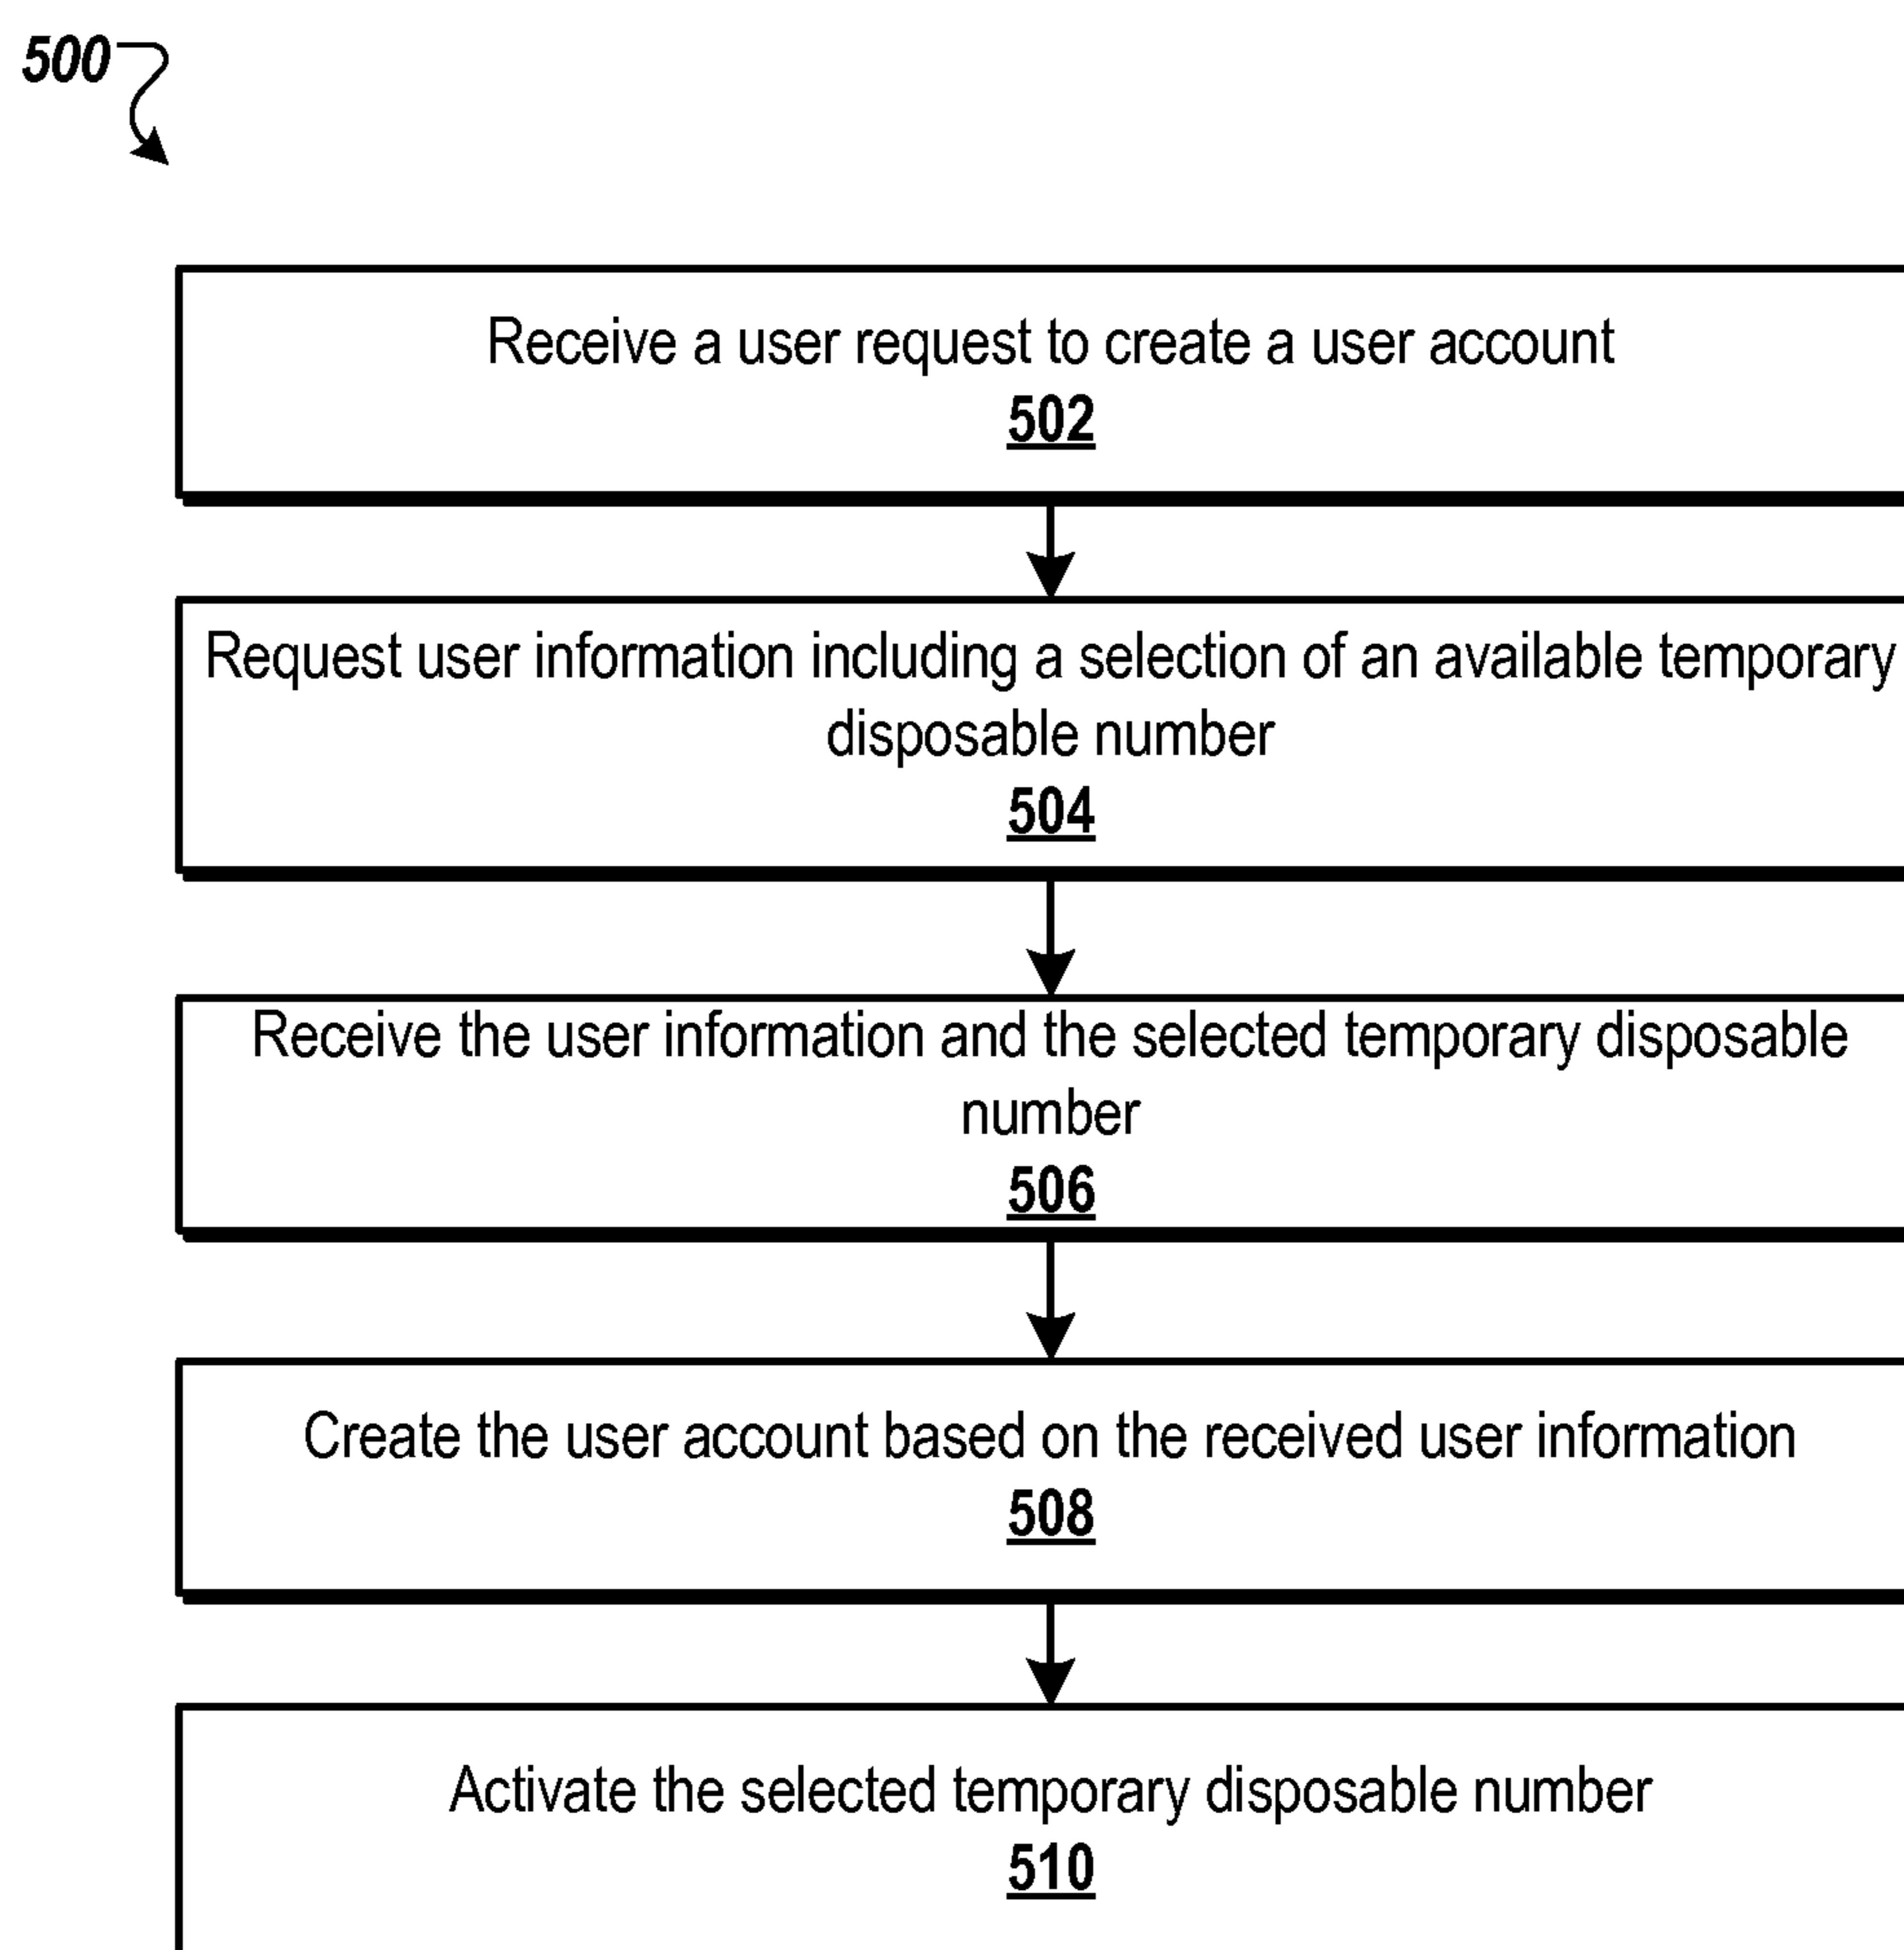 500
Receive a user request to create a user account
502
Request user information including a selection of an available temporary
disposable number
504
Receive the user information and the selected temporary disposable
number
506
Create the user account based on the received user information
508
Activate the selected temporary disposable number
510